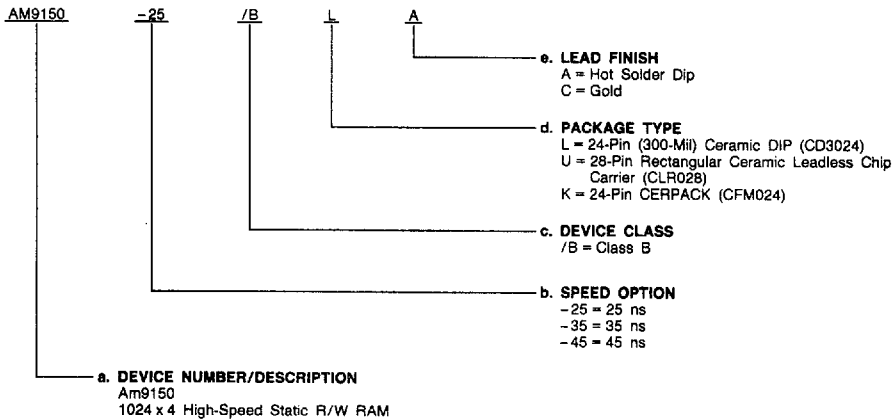 AM9150 -25 /B L A
e. LEAD FINISH
A = Hot Solder Dip
C = Gold
d. PACKAGE TYPE
L = 24-Pin (300-Mil) Ceramic DIP (CD3024)
U = 28-Pin Rectangular Ceramic Leadless Chip
Carrier (CLR028)
K = 24-Pin CERPACK (CFM024)
c. DEVICE CLASS
/B = Class B
b. SPEED OPTION
-25 = 25 ns
-35 = 35 ns
-45 = 45 ns
a. DEVICE NUMBER/DESCRIPTION
Am9150
1024 x 4 High-Speed Static R/W RAM